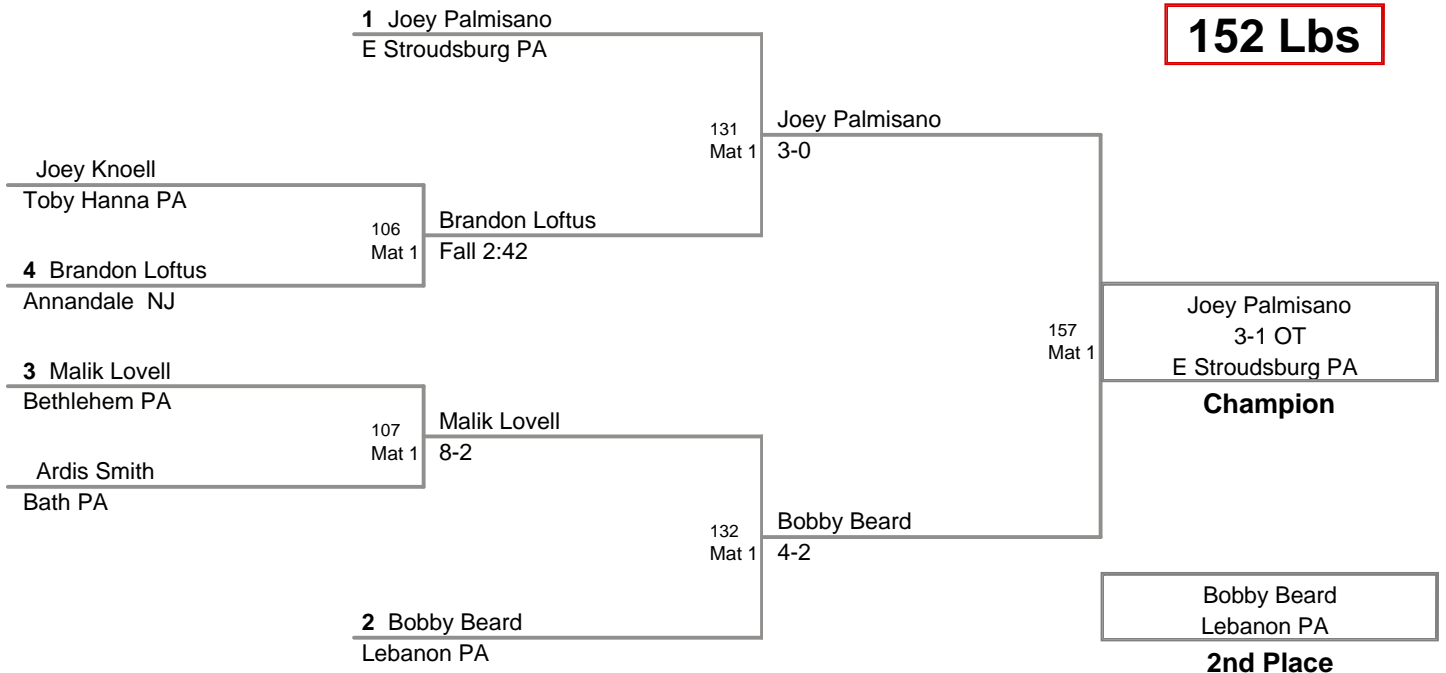 152 Lbs
1 Joey Palmisano
E Stroudsburg PA
131
Mat 1
Joey Palmisano
3-0
Joey Knoell
Toby Hanna PA
106
Mat 1
Brandon Loftus
Fall 2:42
4 Brandon Loftus
Annandale NJ
157
Mat 1
Joey Palmisano
3-1 OT
E Stroudsburg PA
Champion
3 Malik Lovell
Bethlehem PA
107
Mat 1
Malik Lovell
8-2
Ardis Smith
Bath PA
132
Mat 1
Bobby Beard
4-2
2 Bobby Beard
Lebanon PA
Bobby Beard
Lebanon PA
2nd Place